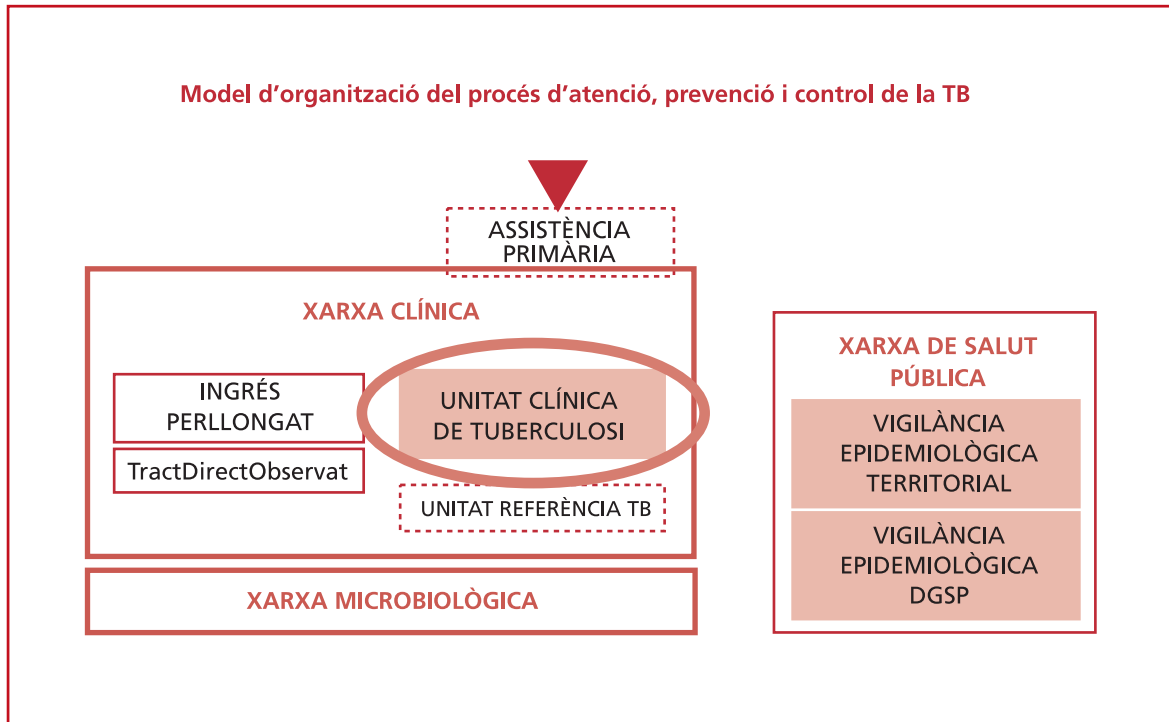 Model d’organització del procés d’atenció, prevenció i control de la TB
ASSISTÈNCIA
PRIMÀRIA
XARXA CLÍNICA
INGRÉS
PERLLONGAT
TractDirectObservat
UNITAT CLÍNICA
DE TUBERCULOSI
UNITAT REFERÈNCIA TB
XARXA MICROBIOLÒGICA
XARXA DE SALUT
PÚBLICA
VIGILÀNCIA
EPIDEMIOLÒGICA
TERRITORIAL
VIGILÀNCIA
EPIDEMIOLÒGICA
DGSP